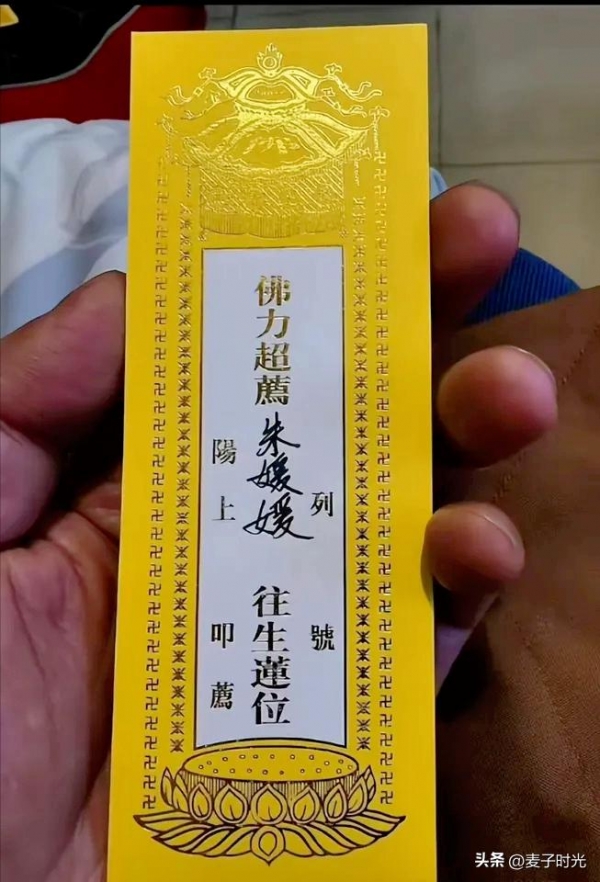 佛力超薦朱媛媛往生蓮位
列號
陽上叩薦
头条 @麦子时光